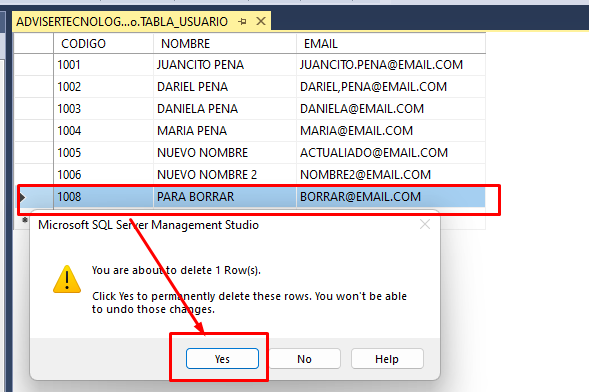 ADVISERTECNOLOG...o.TABLA_USUARIO
CODIGO NOMBRE EMAIL
1001 JUANCITO PENA JUANCITO.PENA@EMAIL.COM
1002 DARIEL PENA DARIEL,PENA@EMAIL.COM
1003 DANIELA PENA DANIELA@EMAIL.COM
1004 MARIA PENA MARIA@EMAIL.COM
1005 NUEVO NOMBRE ACTUALIADO@EMAIL.COM
1006 NUEVO NOMBRE 2 NOMBRE2@EMAIL.COM
1008 PARA BORRAR BORRAR@EMAIL.COM
Microsoft SQL Server Management Studio
You are about to delete 1 Row(s).
Click Yes to permanently delete these rows. You won't be able
to undo those changes.
Yes No Help